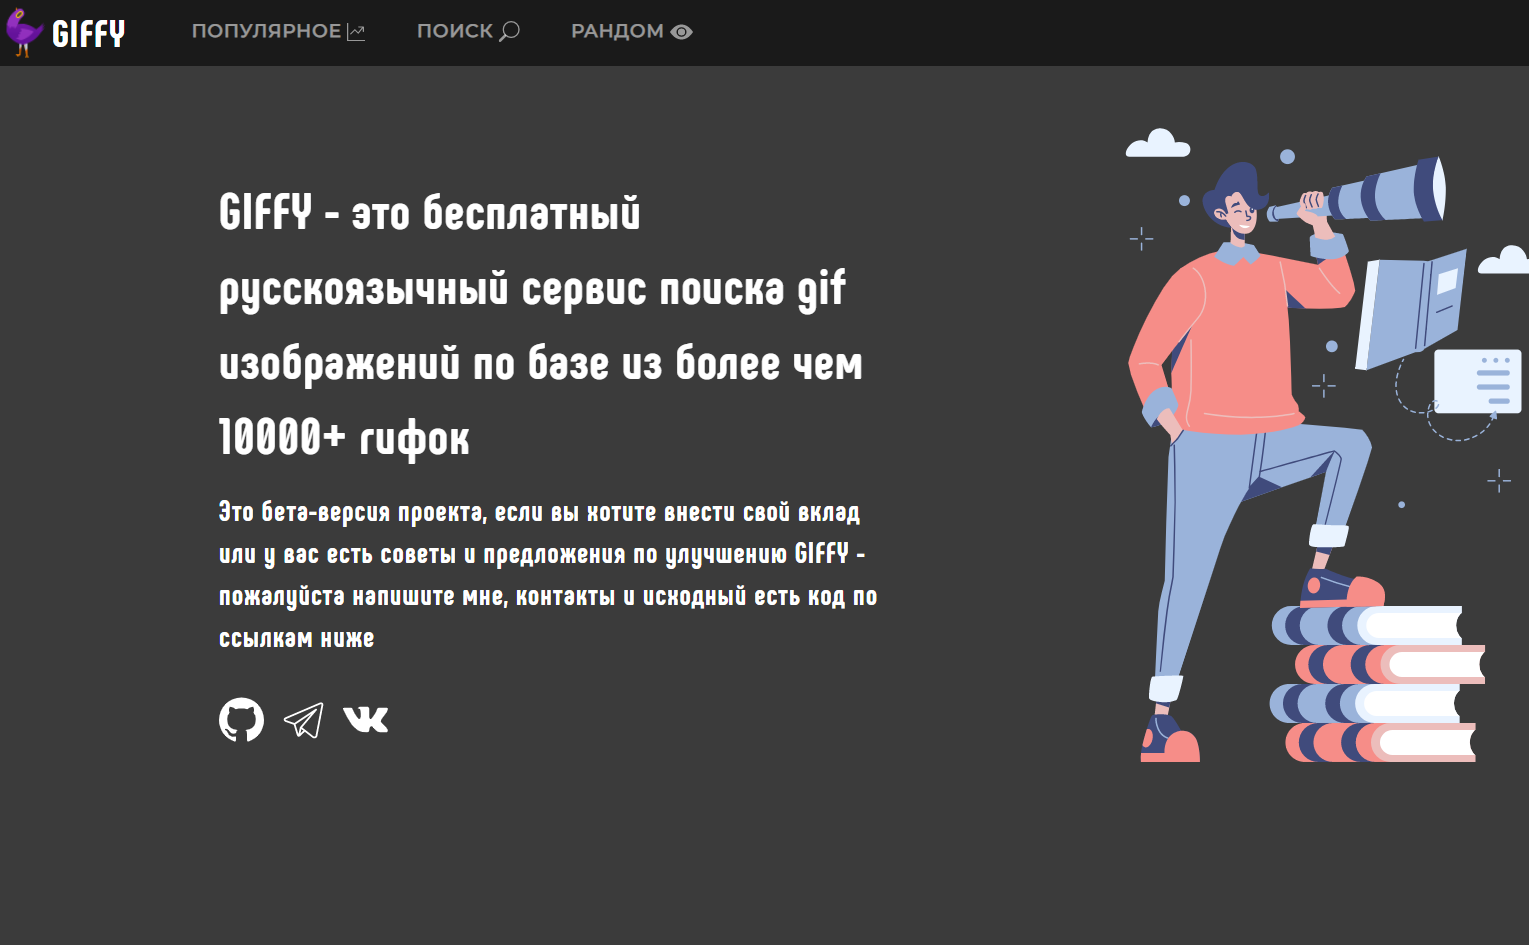 GIFFY
ПОПУЛЯРНОЕ
ПОИСК
РАНДОМ
GIFFY - это бесплатный
русскоязычный сервис поиска gif
изображений по базе из более чем
10000+ гифок
Это бета-версия проекта, если вы хотите внести свой вклад
или у вас есть советы и предложения по улучшению GIFFY -
пожалуйста напишите мне, контакты и исходный есть код по
ссылкам ниже